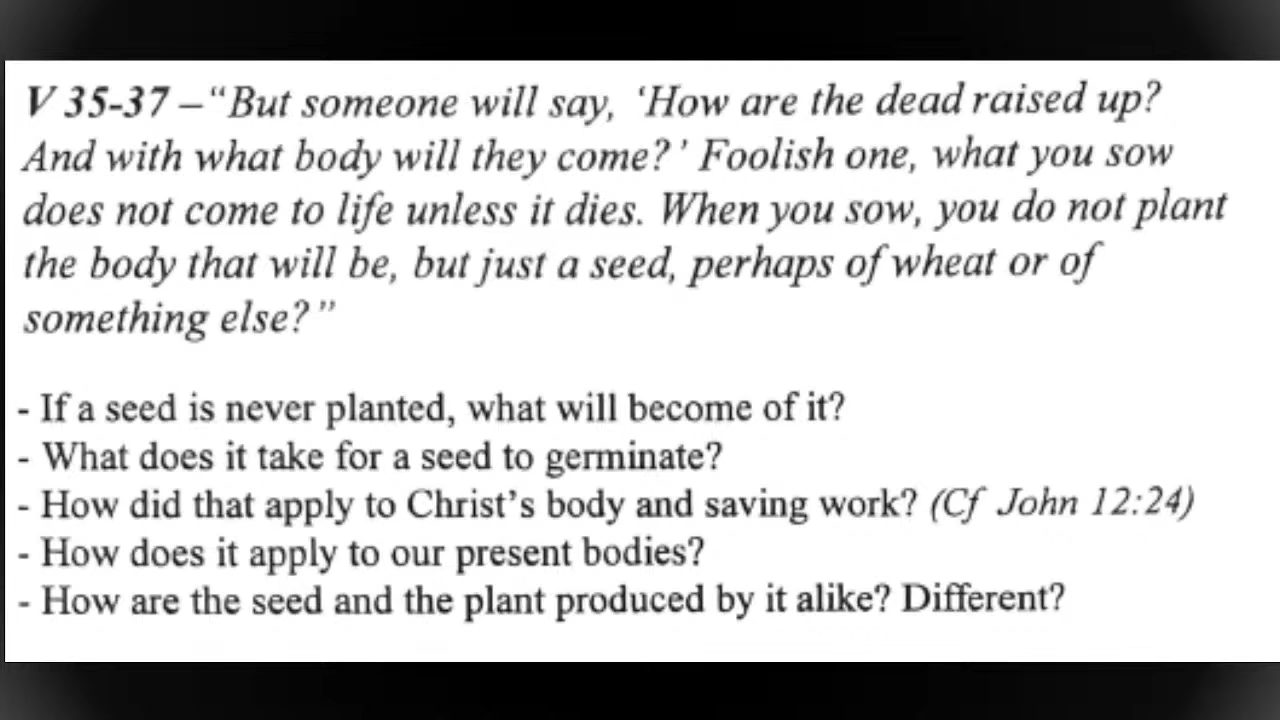 V 35-37 – “But someone will say, ‘How are the dead raised up?
And with what body will they come?’ Foolish one, what you sow
does not come to life unless it dies. When you sow, you do not plant
the body that will be, but just a seed, perhaps of wheat or of
something else?”
- If a seed is never planted, what will become of it?
- What does it take for a seed to germinate?
- How did that apply to Christ’s body and saving work? (Cf John 12:24)
- How does it apply to our present bodies?
- How are the seed and the plant produced by it alike? Different?